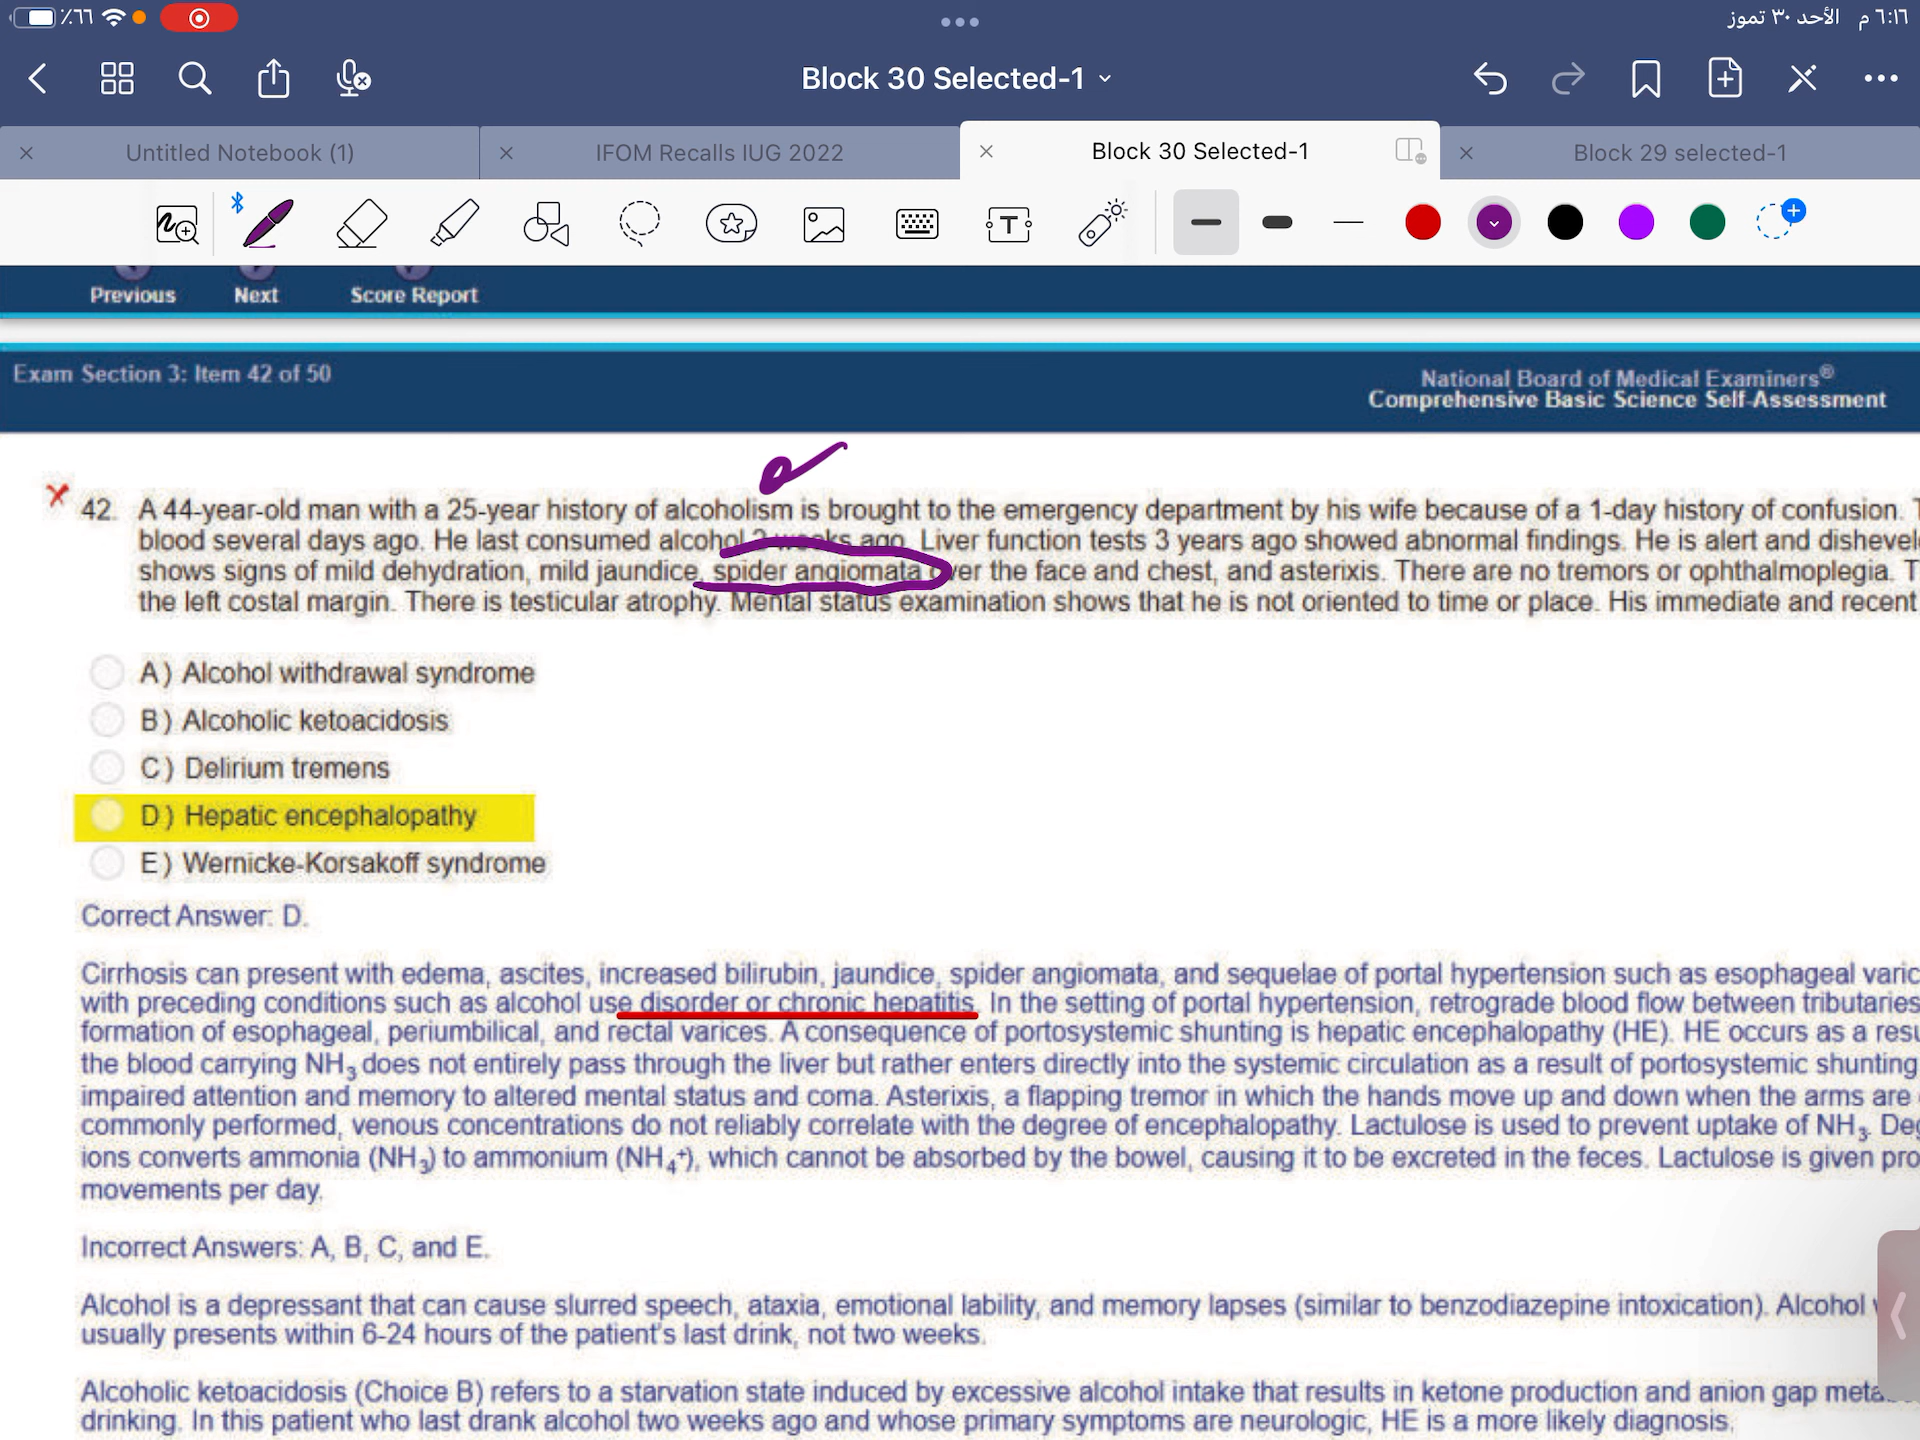 ٪٦٦
٦:١٦ م الأحد ٣٠ تموز
Block 30 Selected-1
Untitled Notebook (1)
IFOM Recalls IUG 2022
Block 30 Selected-1
Block 29 selected-1
T
Previous
Next
Score Report
Exam Section 3: Item 42 of 50
National Board of Medical Examiners®
Comprehensive Basic Science Self-Assessment
42. A 44-year-old man with a 25-year history of alcoholism is brought to the emergency department by his wife because of a 1-day history of confusion. T
blood several days ago. He last consumed alcohol 2 weeks ago. Liver function tests 3 years ago showed abnormal findings. He is alert and dishevel
shows signs of mild dehydration, mild jaundice, spider angiomata over the face and chest, and asterixis. There are no tremors or ophthalmoplegia. T
the left costal margin. There is testicular atrophy. Mental status examination shows that he is not oriented to time or place. His immediate and recent
A) Alcohol withdrawal syndrome
B) Alcoholic ketoacidosis
C) Delirium tremens
D) Hepatic encephalopathy
E) Wernicke-Korsakoff syndrome
Correct Answer: D.
Cirrhosis can present with edema, ascites, increased bilirubin, jaundice, spider angiomata, and sequelae of portal hypertension such as esophageal varic
with preceding conditions such as alcohol use disorder or chronic hepatitis. In the setting of portal hypertension, retrograde blood flow between tributaries
formation of esophageal, periumbilical, and rectal varices. A consequence of portosystemic shunting is hepatic encephalopathy (HE). HE occurs as a resu
the blood carrying NH3 does not entirely pass through the liver but rather enters directly into the systemic circulation as a result of portosystemic shunting
impaired attention and memory to altered mental status and coma. Asterixis, a flapping tremor in which the hands move up and down when the arms are
commonly performed, venous concentrations do not reliably correlate with the degree of encephalopathy. Lactulose is used to prevent uptake of NH3. Deg
ions converts ammonia (NH3) to ammonium (NH4+), which cannot be absorbed by the bowel, causing it to be excreted in the feces. Lactulose is given pro
movements per day.
Incorrect Answers: A, B, C, and E.
Alcohol is a depressant that can cause slurred speech, ataxia, emotional lability, and memory lapses (similar to benzodiazepine intoxication). Alcohol
usually presents within 6-24 hours of the patient's last drink, not two weeks.
Alcoholic ketoacidosis (Choice B) refers to a starvation state induced by excessive alcohol intake that results in ketone production and anion gap meta
drinking. In this patient who last drank alcohol two weeks ago and whose primary symptoms are neurologic, HE is a more likely diagnosis.